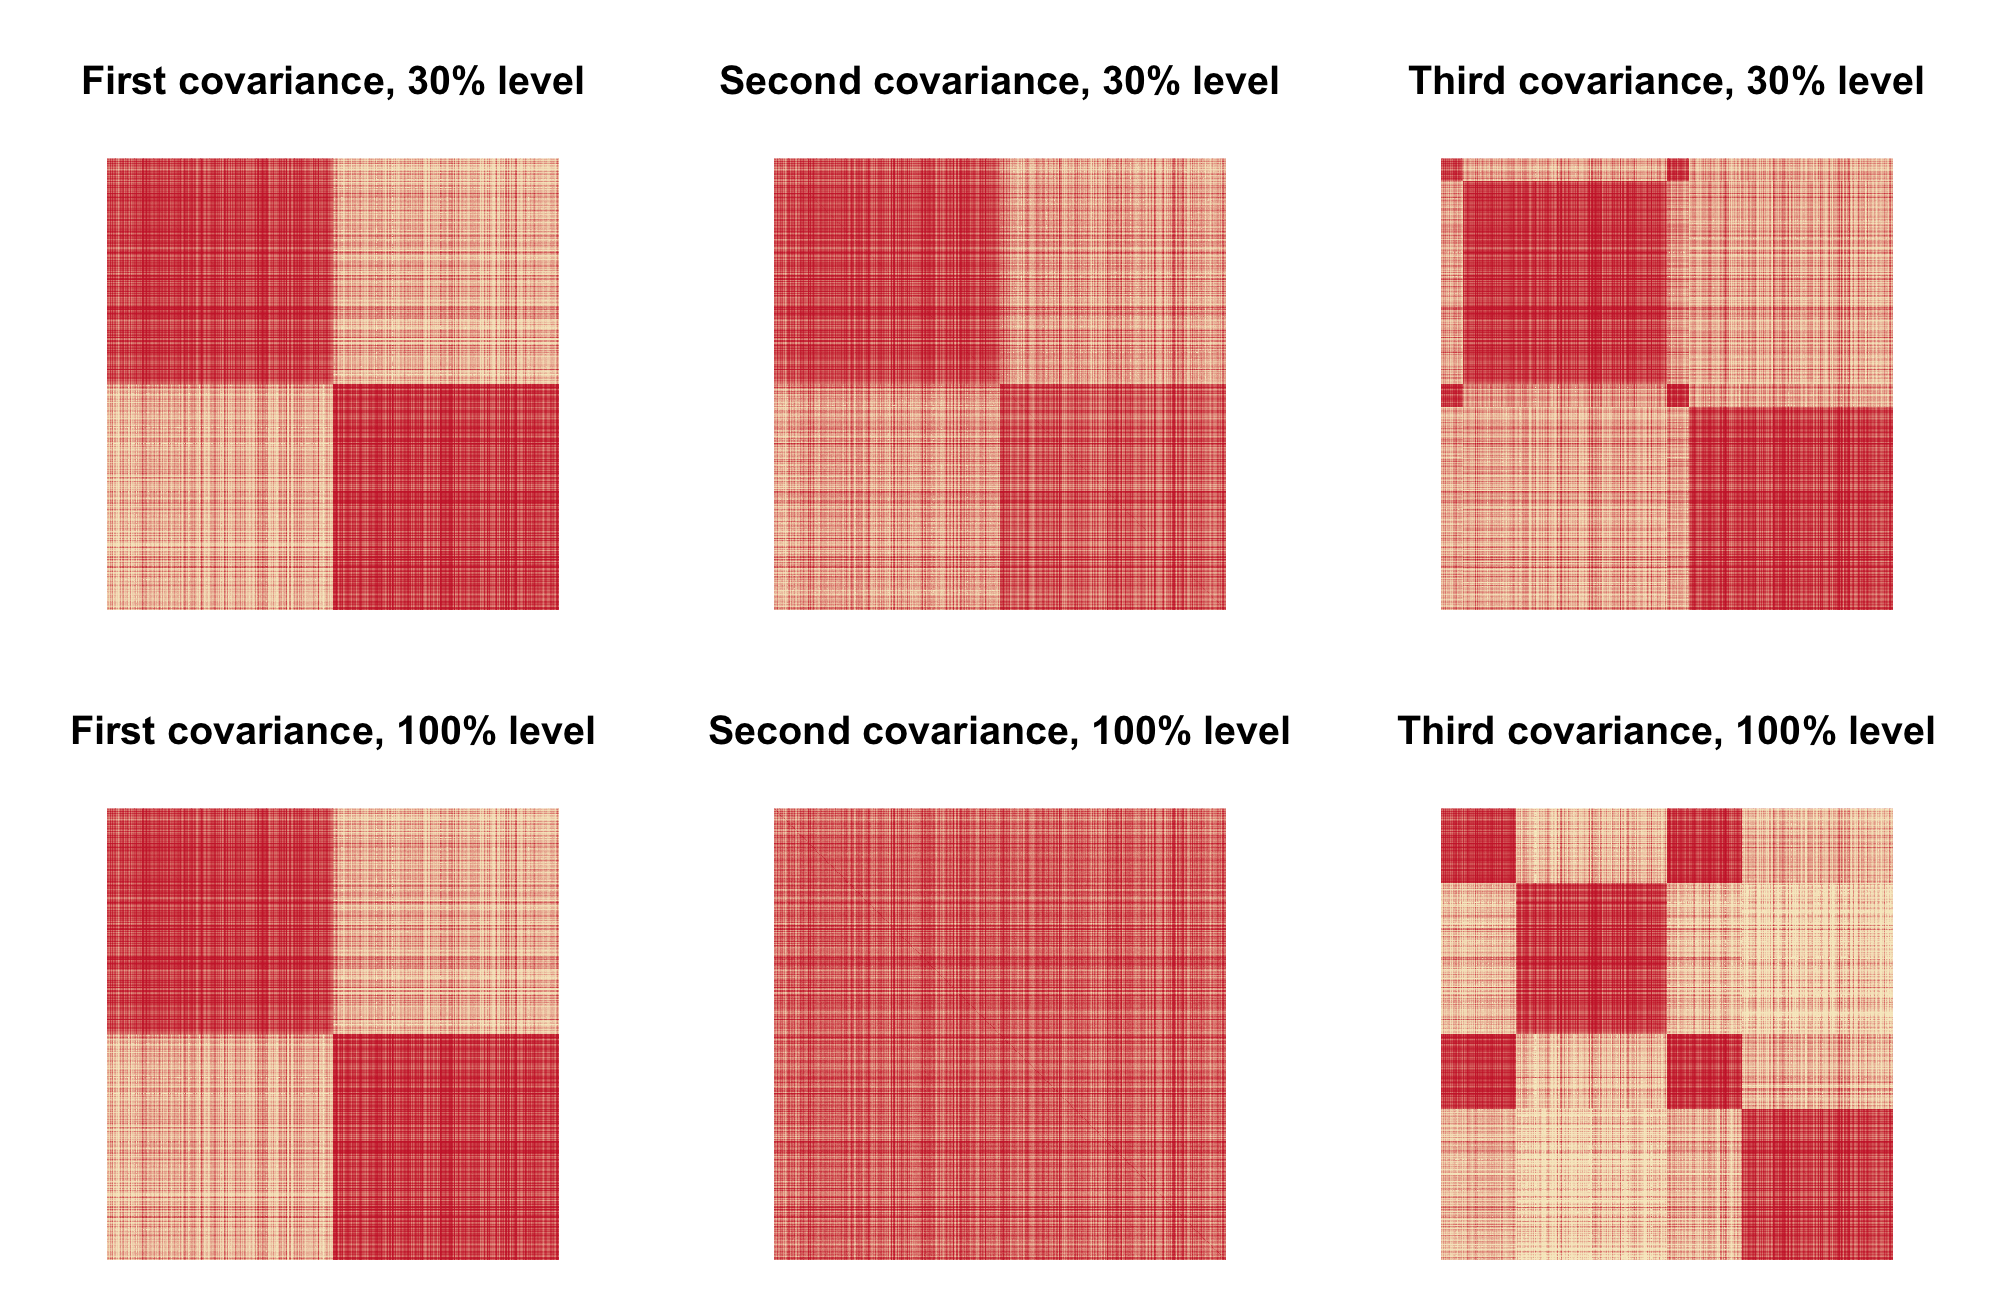 First covariance, 30% level
Second covariance, 30% level
Third covariance, 30% level
First covariance, 100% level
Second covariance, 100% level
Third covariance, 100% level